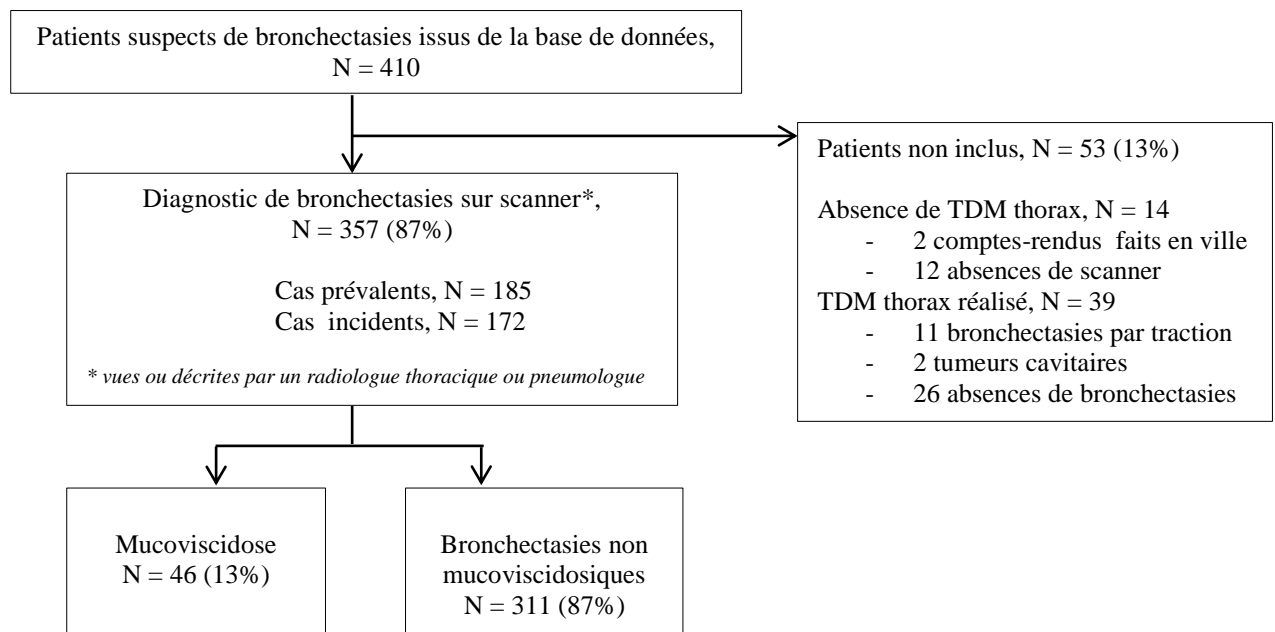 Patients suspects de bronchectasies issus de la base de données,
N = 410
Patients non inclus, N = 53 (13%)
Absence de TDM thorax, N = 14
- 2 comptes-rendus faits en ville
- 12 absences de scanner
TDM thorax réalisé, N = 39
- 11 bronchectasies par traction
- 2 tumeurs cavitaires
- 26 absences de bronchectasies
Diagnostic de bronchectasies sur scanner*,
N = 357 (87%)
Cas prévalents, N = 185
Cas incidents, N = 172
* vues ou décrites par un radiologue thoracique ou pneumologue
Mucoviscidose
N = 46 (13%)
Bronchectasies non
mucoviscidosiques
N = 311 (87%)